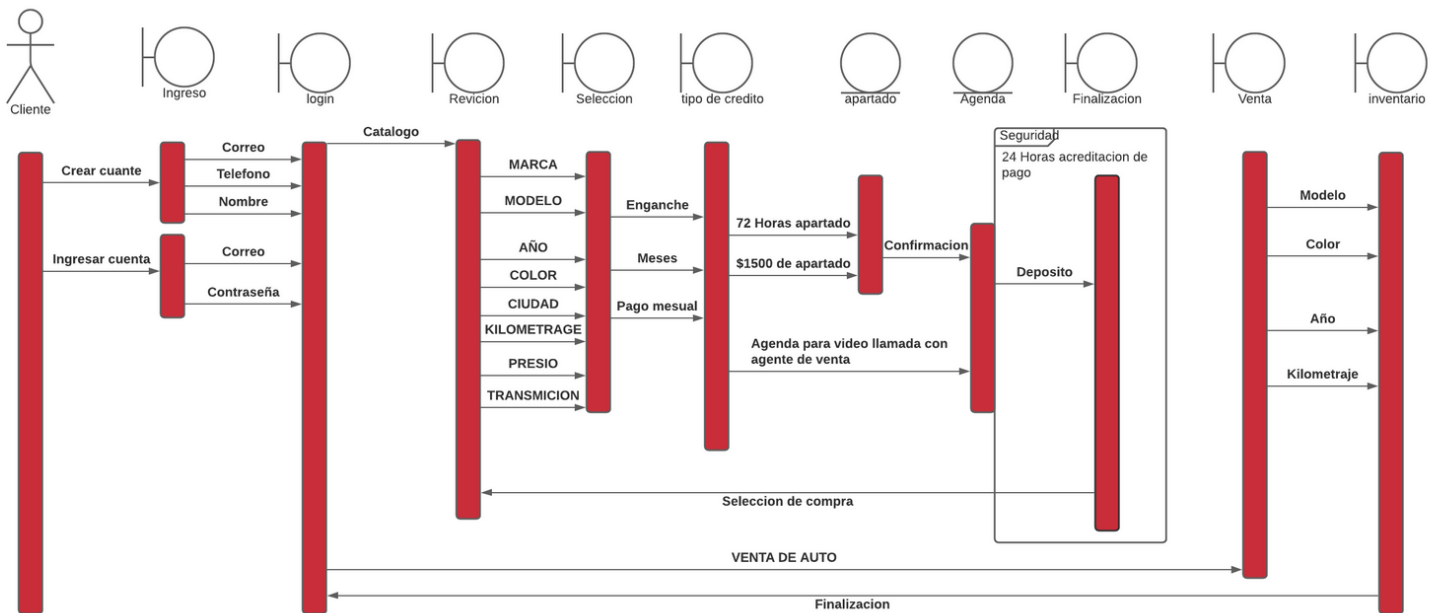 Cliente
Ingreso
login
Revicion
Seleccion
tipo de credito
apartado
Agenda
Finalizacion
Venta
inventario
Crear cuante
Ingresar cuenta
Correo
Telefono
Nombre
Correo
Contraseña
Catalogo
MARCA
MODELO
AÑO
COLOR
CIUDAD
KILOMETRAGE
PRESIO
TRANSMICION
Enganche
Meses
Pago mesual
72 Horas apartado
$1500 de apartado
Agenda para video llamada con
agente de venta
Confirmacion
Seguridad
24 Horas acreditacion de
pago
Deposito
Modelo
Color
Año
Kilometraje
Seleccion de compra
VENTA DE AUTO
Finalizacion